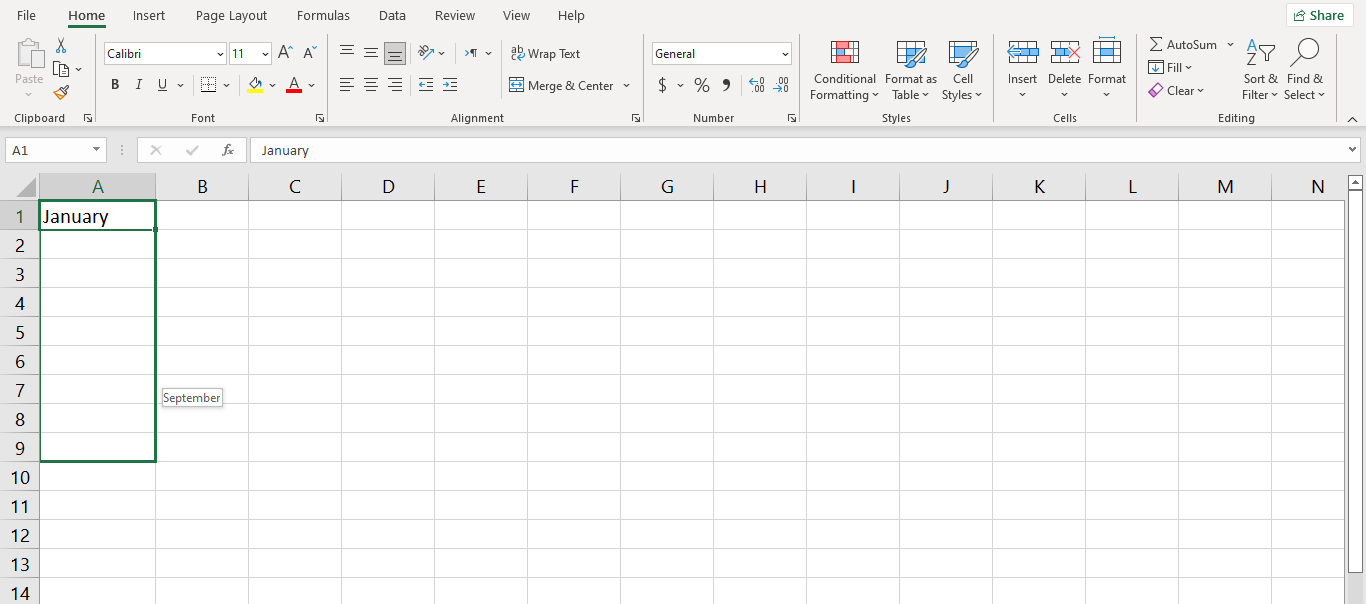 File Home Insert Page Layout Formulas Data Review View Help Share
Paste
Calibri 11 A A
B I U A
ab Wrap Text
Merge & Center
General
$ % 9 .00 .00
Conditional Formatting
Format as Table
Cell Styles
Insert Delete Format
AutoSum
Fill
Clear
Sort & Filter
Find & Select
Clipboard Font Alignment Number Styles Cells Editing
A1 fx January
A B C D E F G H I J K L M N
1 January
2
3
4
5
6
7 September
8
9
10
11
12
13
14